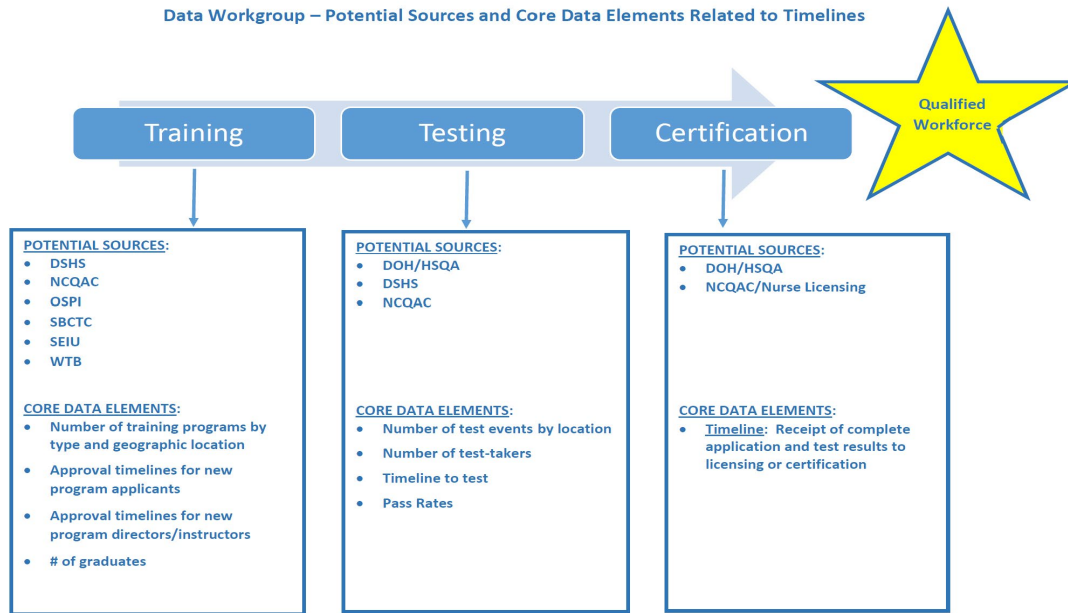 Data Workgroup – Potential Sources and Core Data Elements Related to Timelines
Qualified
Workforce
Training
Testing
Certification
POTENTIAL SOURCES:
• DSHS
• NCQAC
• OSPI
• SBCTC
• SEIU
• WTB
CORE DATA ELEMENTS:
• Number of training programs by
type and geographic location
• Approval timelines for new
program applicants
• Approval timelines for new
program directors/instructors
• # of graduates
POTENTIAL SOURCES:
• DOH/HSQA
• DSHS
• NCQAC
CORE DATA ELEMENTS:
• Number of test events by location
• Number of test-takers
• Timeline to test
• Pass Rates
POTENTIAL SOURCES:
• DOH/HSQA
• NCQAC/Nurse Licensing
CORE DATA ELEMENTS:
• Timeline: Receipt of complete
application and test results to
licensing or certification